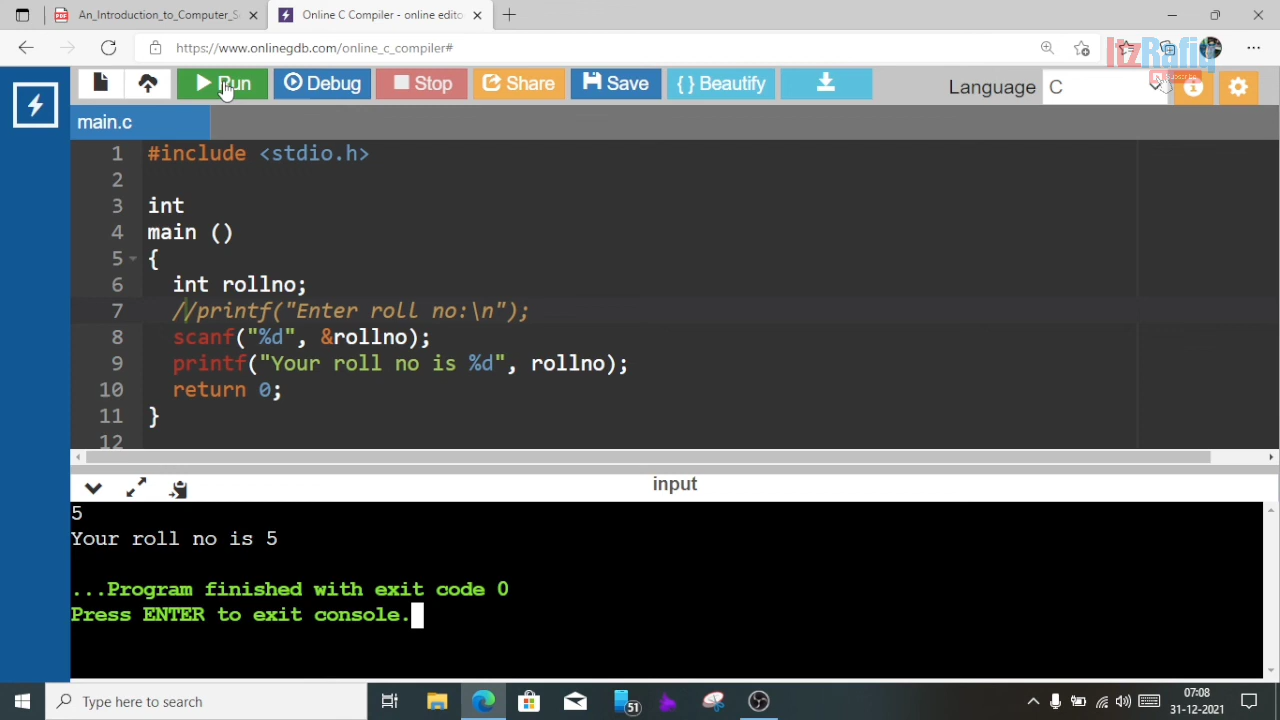 An_Introduction_to_Computer_S
Online C Compiler - online edito
https://www.onlinegdb.com/online_c_compiler#
ItzRafiq
Subscribe
Run
Debug
Stop
Share
Save
{ } Beautify
Language
C
main.c
1 #include <stdio.h>
2
3 int
4 main ()
5 {
6 int rollno;
7 //printf("Enter roll no:\n");
8 scanf("%d", &rollno);
9 printf("Your roll no is %d", rollno);
10 return 0;
11 }
12
input
5
Your roll no is 5
...Program finished with exit code 0
Press ENTER to exit console.
Type here to search
51
07:08
31-12-2021